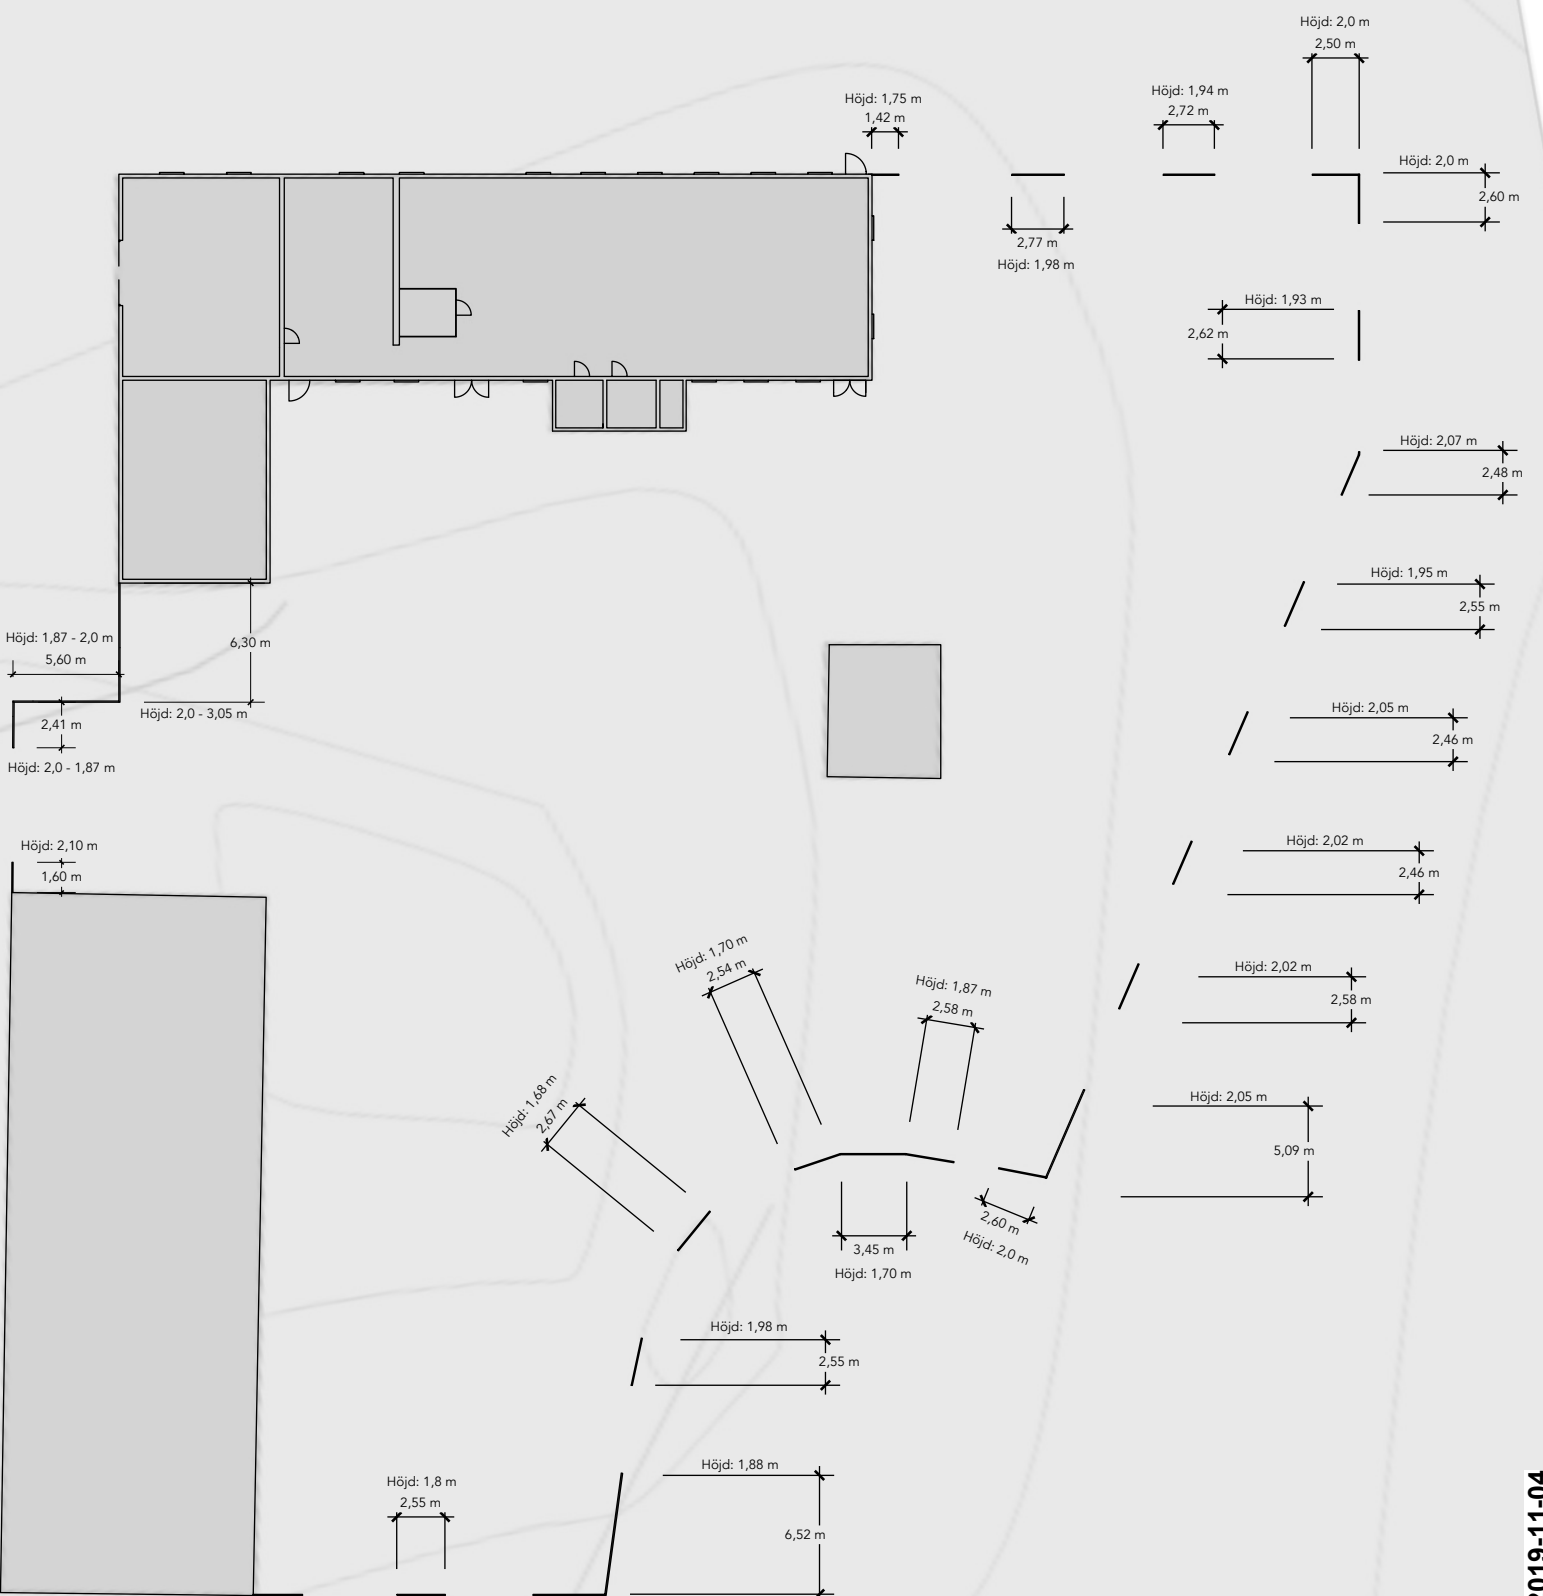 Höjd: 2,0 m
2,50 m
Höjd: 1,75 m
1,42 m
Höjd: 1,94 m
2,72 m
Höjd: 2,0 m
2,60 m
2,77 m
Höjd: 1,98 m
Höjd: 1,93 m
2,62 m
Höjd: 2,07 m
2,48 m
Höjd: 1,95 m
2,55 m
Höjd: 1,87 - 2,0 m
5,60 m
6,30 m
Höjd: 2,0 - 3,05 m
2,41 m
Höjd: 2,0 - 1,87 m
Höjd: 2,05 m
2,46 m
Höjd: 2,10 m
1,60 m
Höjd: 2,02 m
2,46 m
Höjd: 1,70 m
2,54 m
Höjd: 1,87 m
2,58 m
Höjd: 2,02 m
2,58 m
Höjd: 1,68 m
2,67 m
Höjd: 2,05 m
5,09 m
2,60 m
Höjd: 2,0 m
3,45 m
Höjd: 1,70 m
Höjd: 1,98 m
2,55 m
Höjd: 1,88 m
6,52 m
Höjd: 1,8 m
2,55 m
2019-11-04